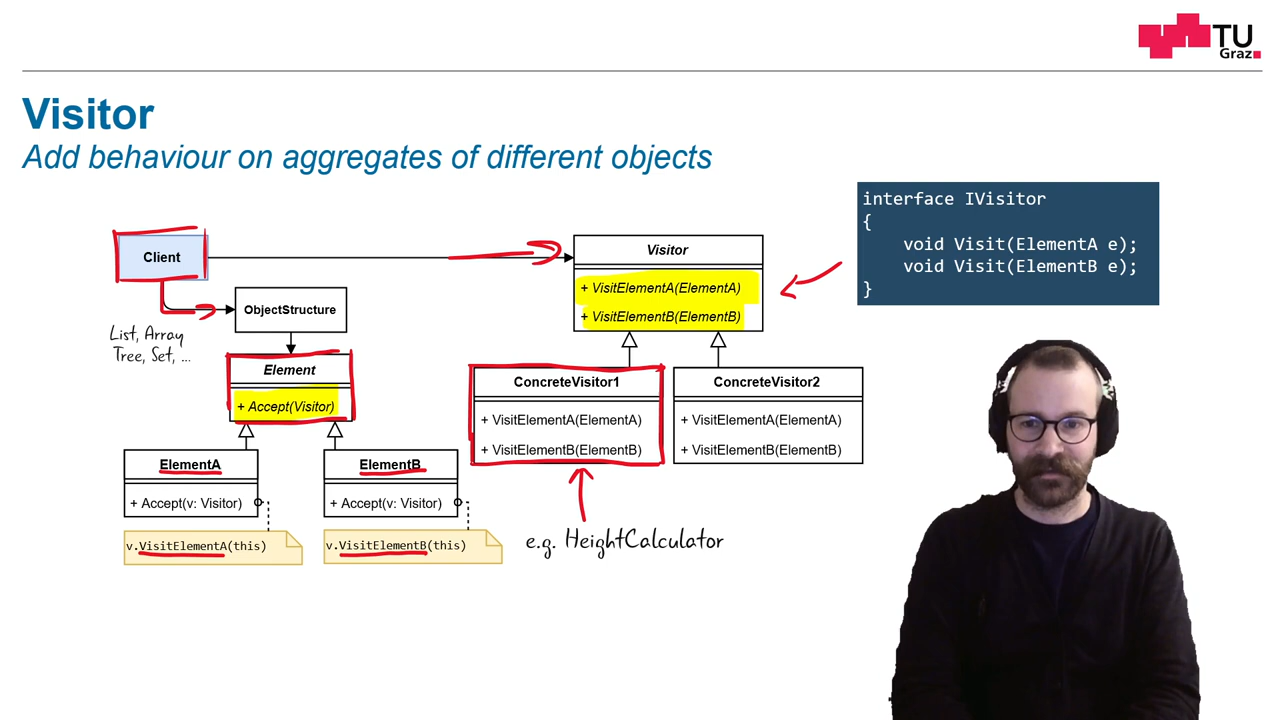 TU
Graz
Visitor
Add behaviour on aggregates of different objects
Client
ObjectStructure
List, Array
Tree, Set, ...
Element
+ Accept(Visitor)
ElementA
+ Accept(v: Visitor)
v.VisitElementA(this)
ElementB
+ Accept(v: Visitor)
v.VisitElementB(this)
Visitor
+ VisitElementA(ElementA)
+ VisitElementB(ElementB)
ConcreteVisitor1
+ VisitElementA(ElementA)
+ VisitElementB(ElementB)
ConcreteVisitor2
+ VisitElementA(ElementA)
+ VisitElementB(ElementB)
e.g. HeightCalculator
interface IVisitor
{
void Visit(ElementA e);
void Visit(ElementB e);
}